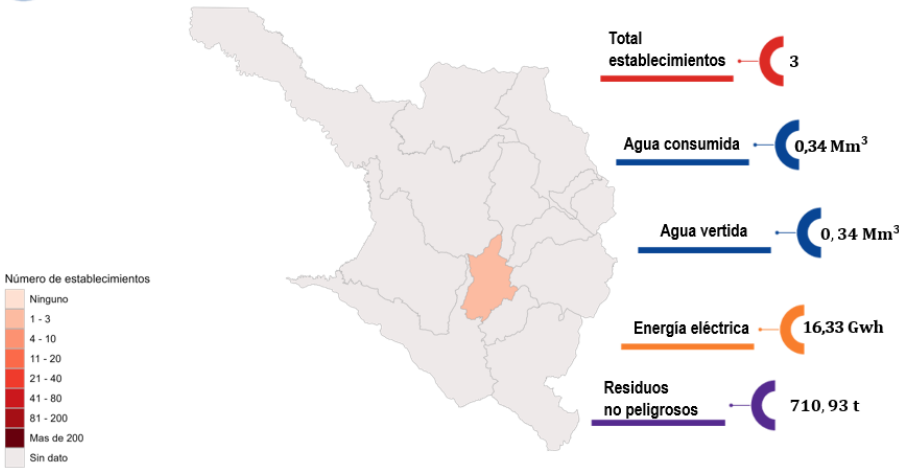 Total
establecimientos
3
Agua consumida
0,34 Mm³
Agua vertida
0, 34 Mm³
Energía eléctrica
16,33 Gwh
Residuos
no peligrosos
710, 93 t
Número de establecimientos
Ninguno
1 - 3
4 - 10
11 - 20
21 - 40
41 - 80
81 - 200
Mas de 200
Sin dato